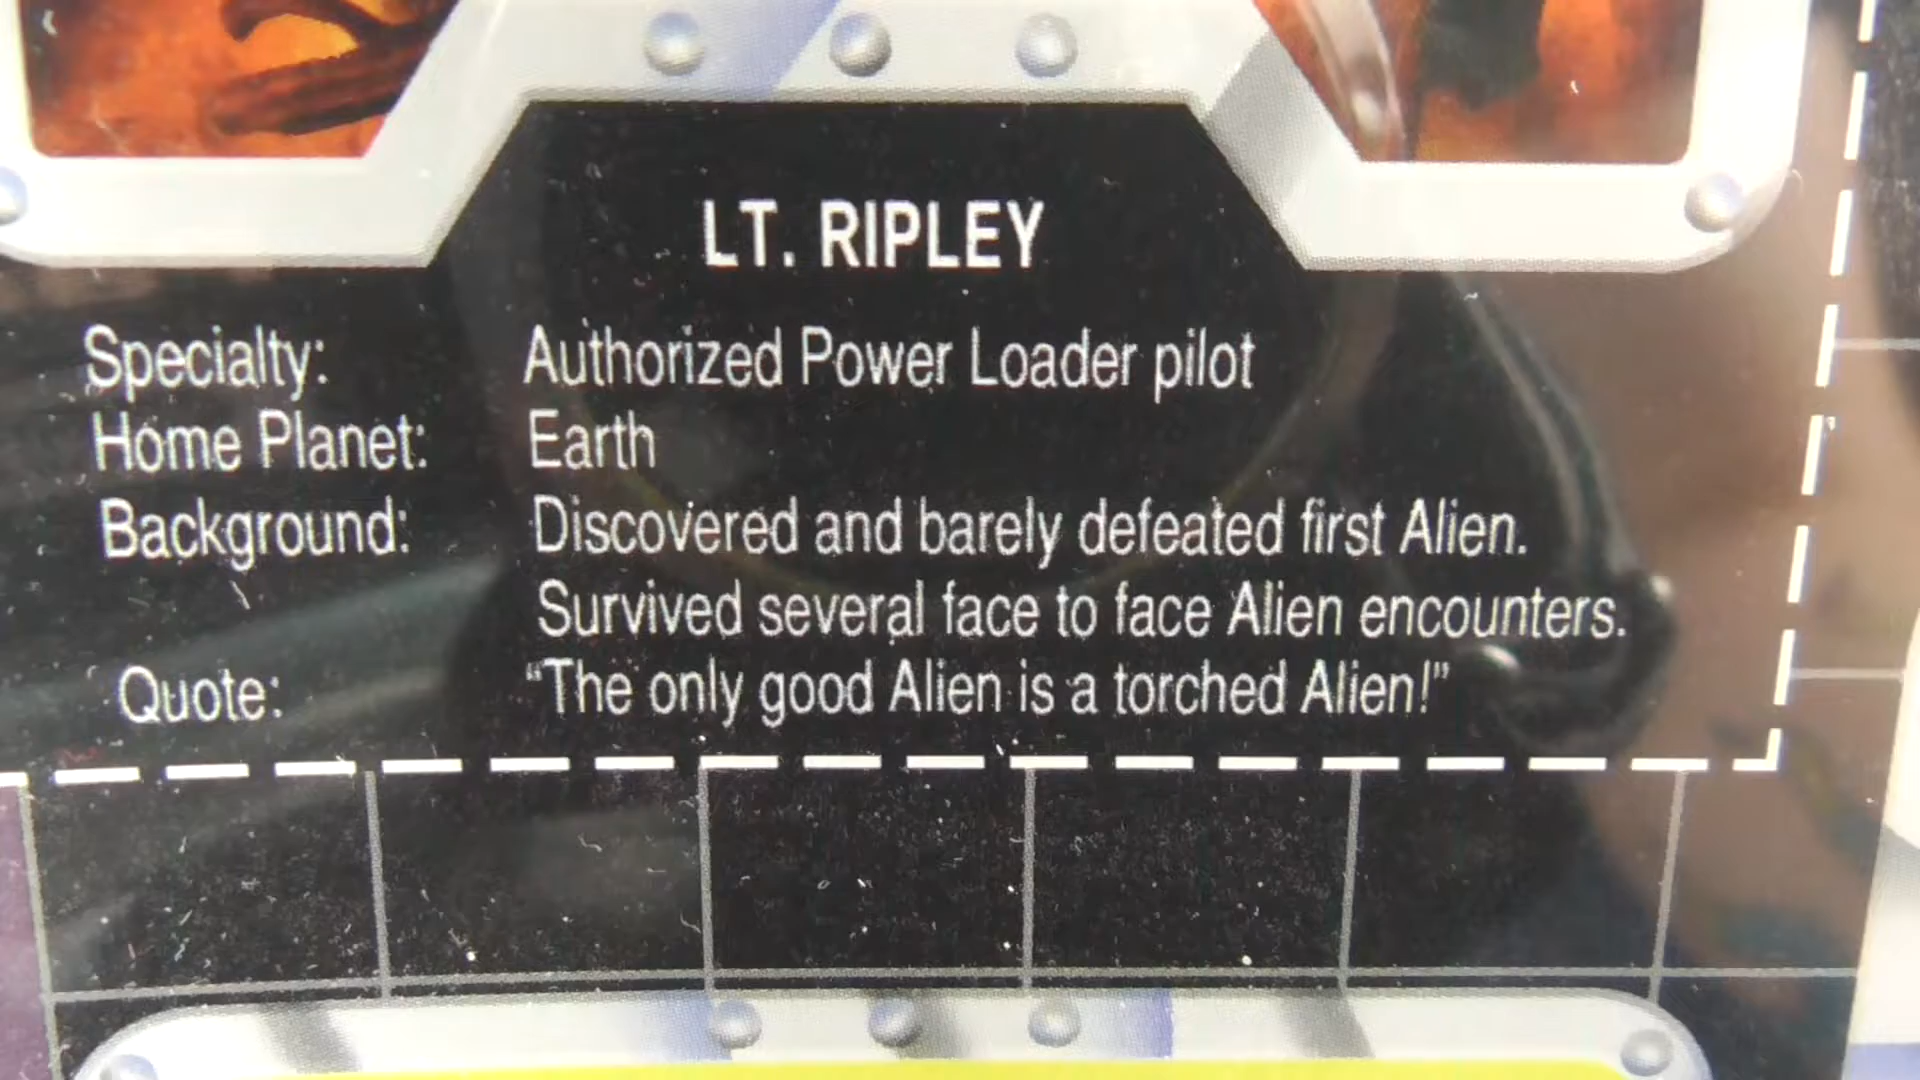 LT. RIPLEY
Specialty: Authorized Power Loader pilot
Home Planet: Earth
Background: Discovered and barely defeated first Alien.
Survived several face to face Alien encounters.
Quote: “The only good Alien is a torched Alien!”